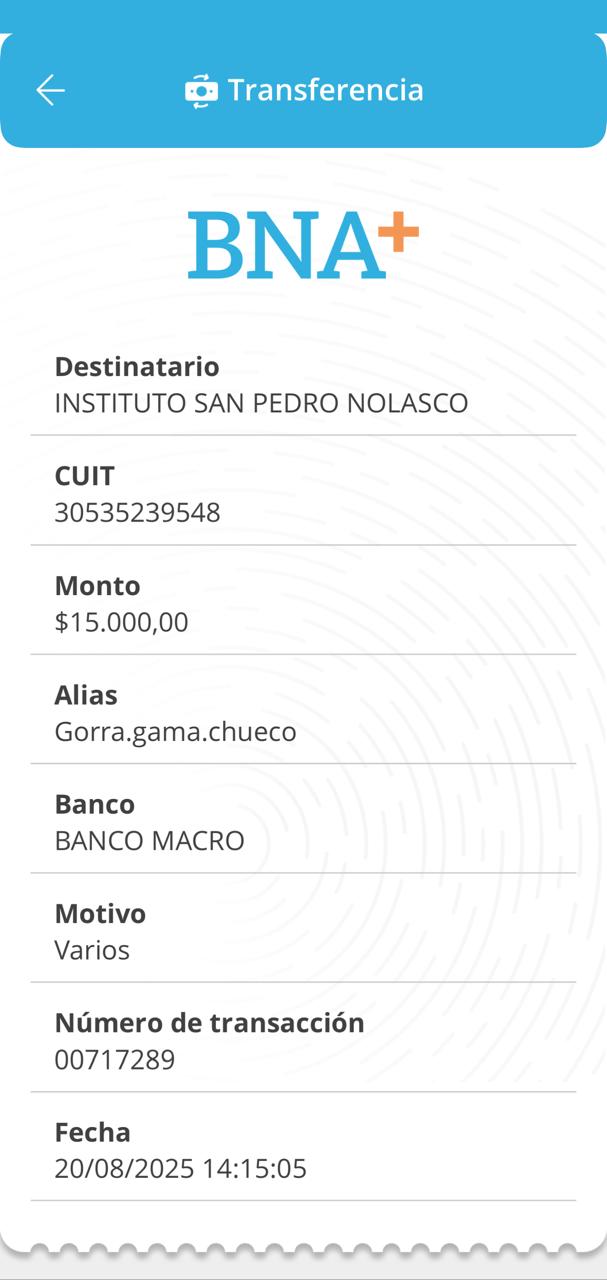 Transferencia
BNA+
Destinatario
INSTITUTO SAN PEDRO NOLASCO
CUIT
30535239548
Monto
$15.000,00
Alias
Gorra.gama.chueco
Banco
BANCO MACRO
Motivo
Varios
Número de transacción
00717289
Fecha
20/08/2025 14:15:05